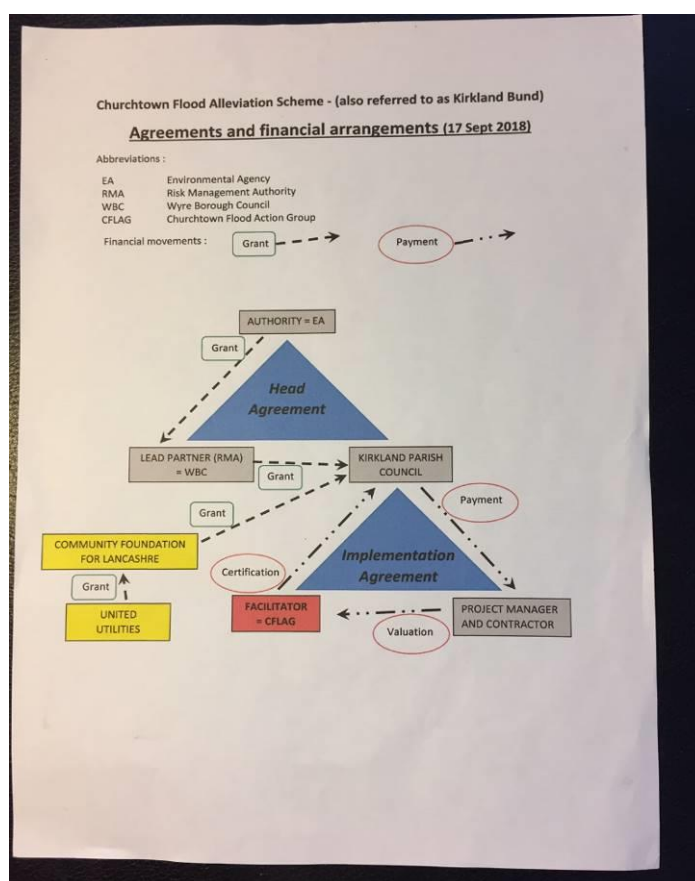 Churchtown Flood Alleviation Scheme - (also referred to as Kirkland Bund)
Agreements and financial arrangements (17 Sept 2018)
Abbreviations :
EA Environmental Agency
RMA Risk Management Authority
WBC Wyre Borough Council
CFLAG Churchtown Flood Action Group
Financial movements : Grant Payment
AUTHORITY = EA
Grant
Head
Agreement
LEAD PARTNER (RMA)
= WBC
Grant
KIRKLAND PARISH
COUNCIL
Grant
Payment
COMMUNITY FOUNDATION
FOR LANCASHRE
Implementation
Agreement
Certification
Grant
UNITED
UTILITIES
FACILITATOR
= CFLAG
Valuation
PROJECT MANAGER
AND CONTRACTOR